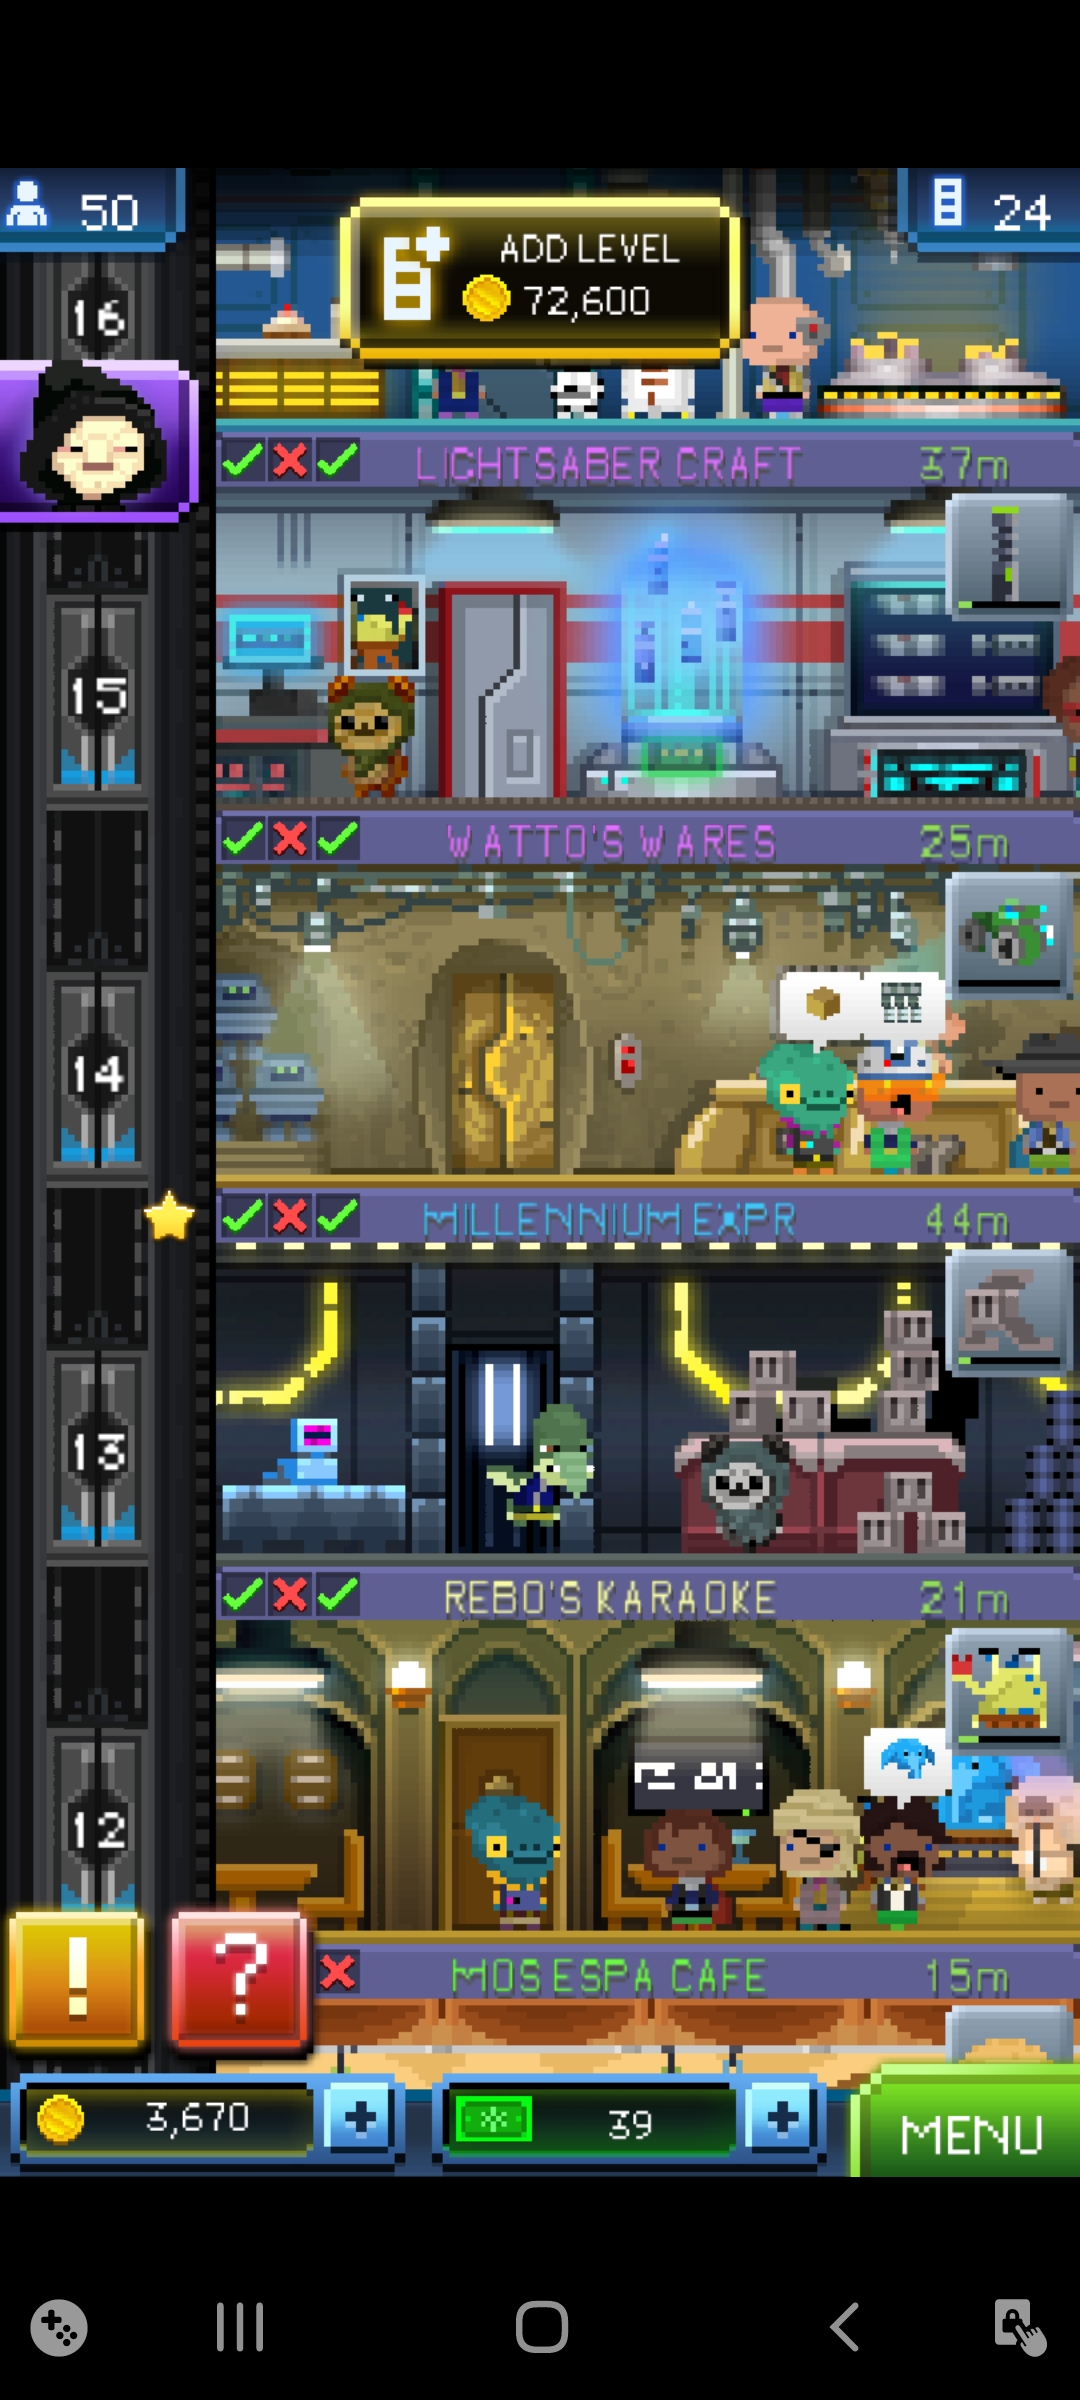 50
ADD LEVEL
72,600
24
16
LIGHTSABER CRAFT 37m
15
WATTO'S WARES 25m
14
MILLENNIUM EXPR 44m
13
REBO'S KARAOKE 21m
12
!
?
MOS ESPA CAFE 15m
3,670
+
39
+
MENU